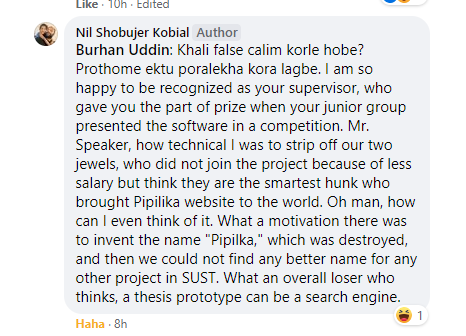 Like · 10h · Edited
Nil Shobujer Kobial Author
Burhan Uddin: Khali false calim korle hobe?
Prothome ektu poralekha kora lagbe. I am so
happy to be recognized as your supervisor, who
gave you the part of prize when your junior group
presented the software in a competition. Mr.
Speaker, how technical I was to strip off our two
jewels, who did not join the project because of less
salary but think they are the smartest hunk who
brought Pipilika website to the world. Oh man, how
can I even think of it. What a motivation there was
to invent the name "Pipilka," which was destroyed,
and then we could not find any better name for any
other project in SUST. What an overall loser who
thinks, a thesis prototype can be a search engine.
Haha · 8h
1